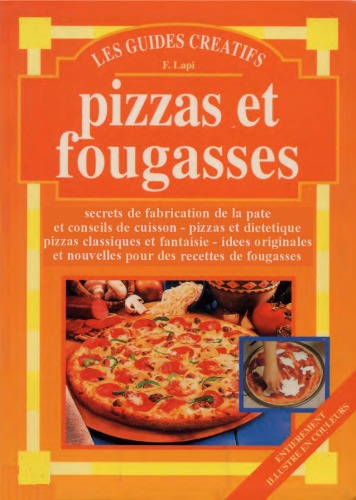 LES GUIDES CREATIFS
F. Lapi
pizzas et
fougasses
secrets de fabrication de la pate
et conseils de cuisson - pizzas et dietetique
pizzas classiques et fantaisie - idees originales
et nouvelles pour des recettes de fougasses
ENTIEREMENT
ILLUSTRE EN COULEURS